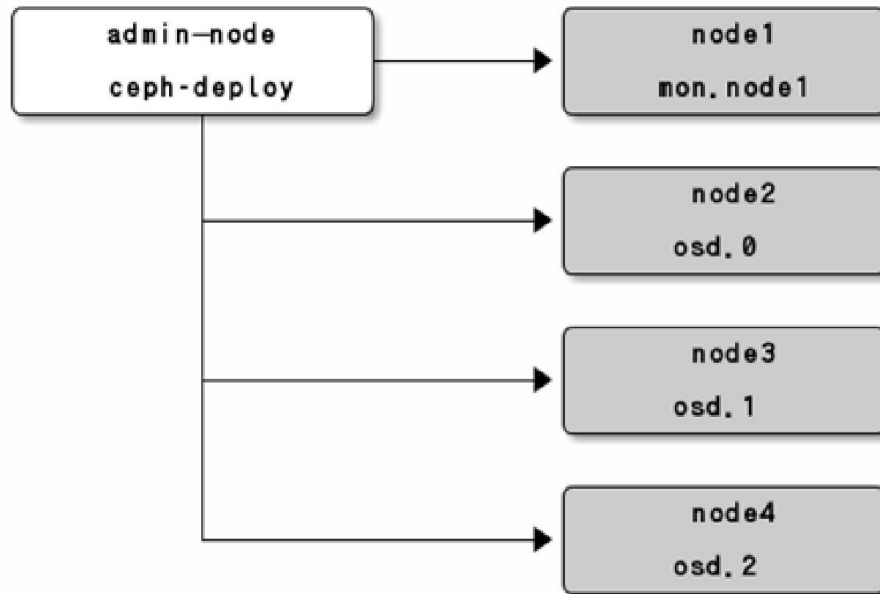 admin-node
ceph-deploy
node1
mon.node1
node2
osd.0
node3
osd.1
node4
osd.2